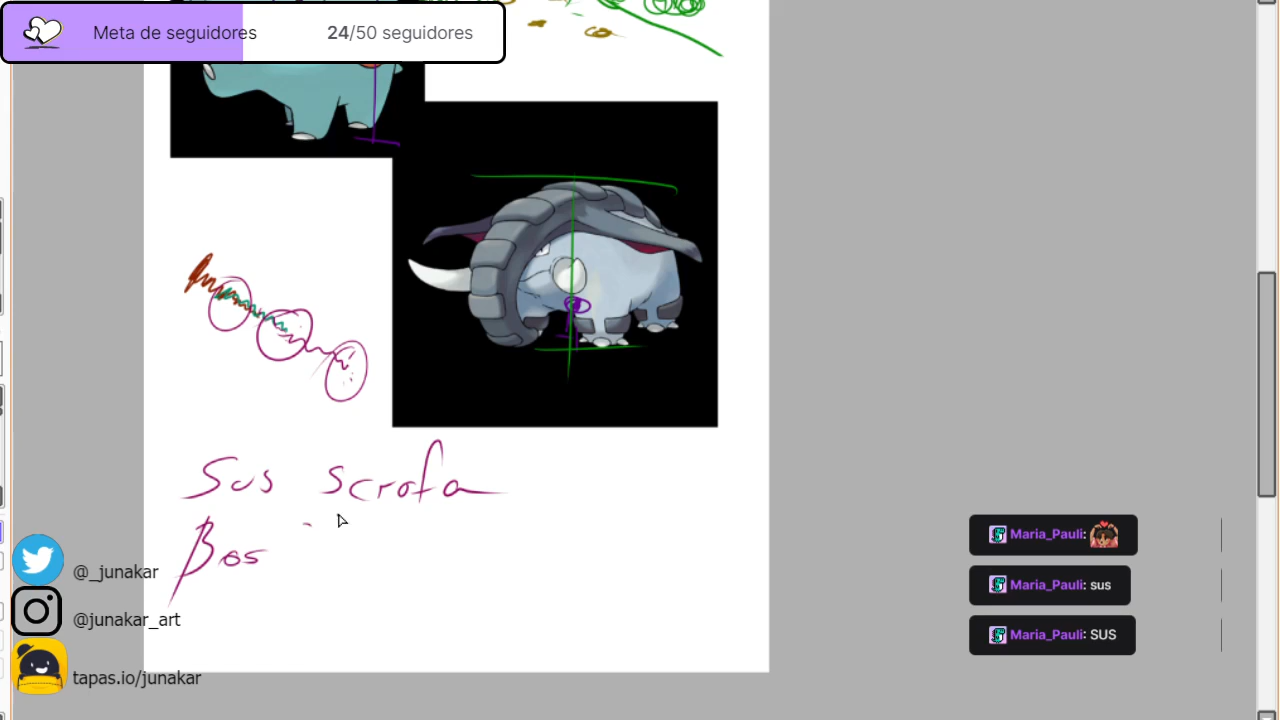 Meta de seguidores 24/50 seguidores
Sus scrofa
Bos
@_junakar
@junakar_art
tapas.io/junakar
Maria_Pauli:
Maria_Pauli: sus
Maria_Pauli: SUS